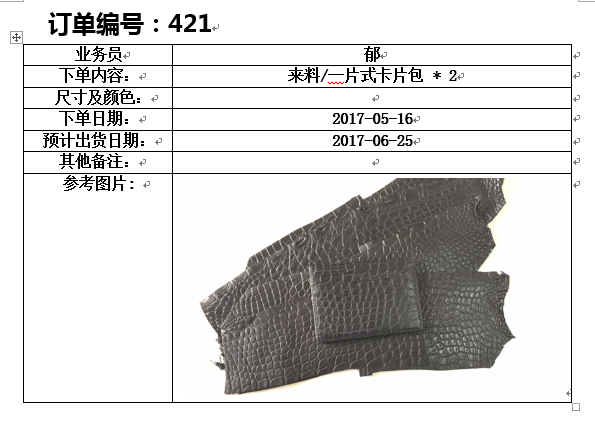 订单编号：421
业务员 郁
下单内容： 来料/一片式卡片包 * 2
尺寸及颜色：
下单日期： 2017-05-16
预计出货日期： 2017-06-25
其他备注：
参考图片：